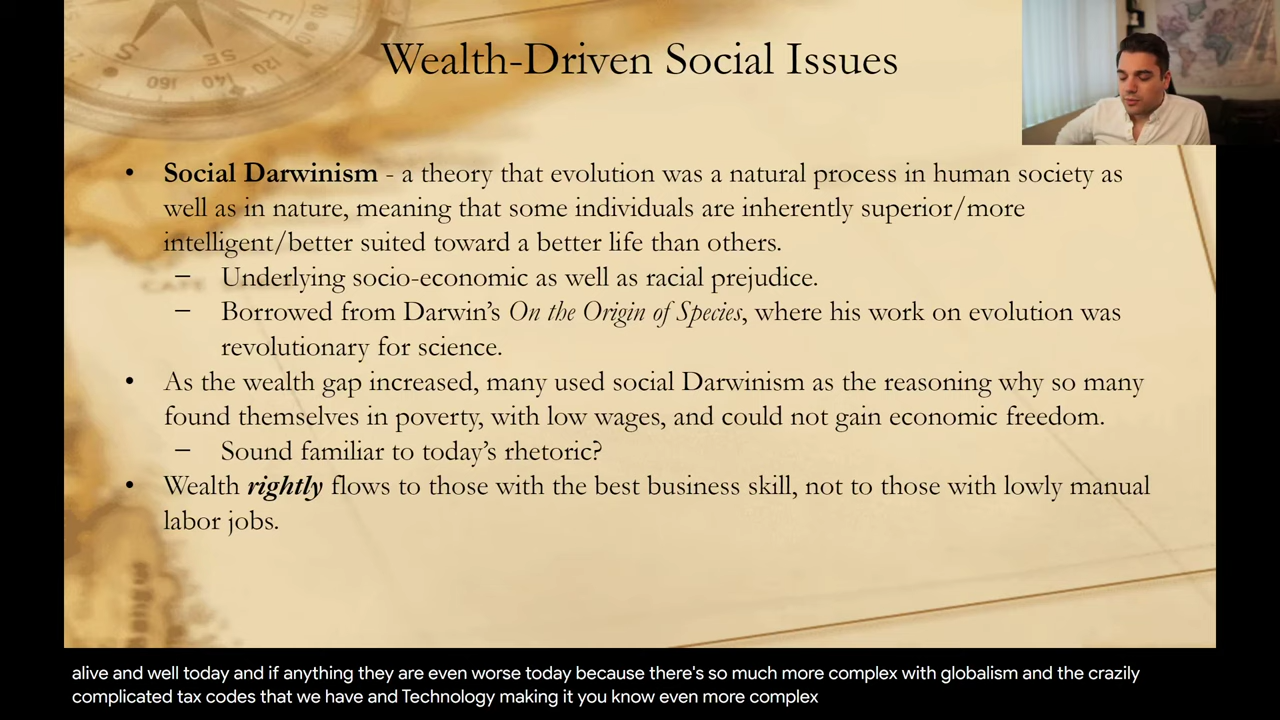 Wealth-Driven Social Issues
• Social Darwinism - a theory that evolution was a natural process in human society as
well as in nature, meaning that some individuals are inherently superior/more
intelligent/better suited toward a better life than others.
– Underlying socio-economic as well as racial prejudice.
– Borrowed from Darwin's On the Origin of Species, where his work on evolution was
revolutionary for science.
• As the wealth gap increased, many used social Darwinism as the reasoning why so many
found themselves in poverty, with low wages, and could not gain economic freedom.
– Sound familiar to today's rhetoric?
• Wealth rightly flows to those with the best business skill, not to those with lowly manual
labor jobs.
alive and well today and if anything they are even worse today because there's so much more complex with globalism and the crazily
complicated tax codes that we have and Technology making it you know even more complex
S
SE
160
140
120
80